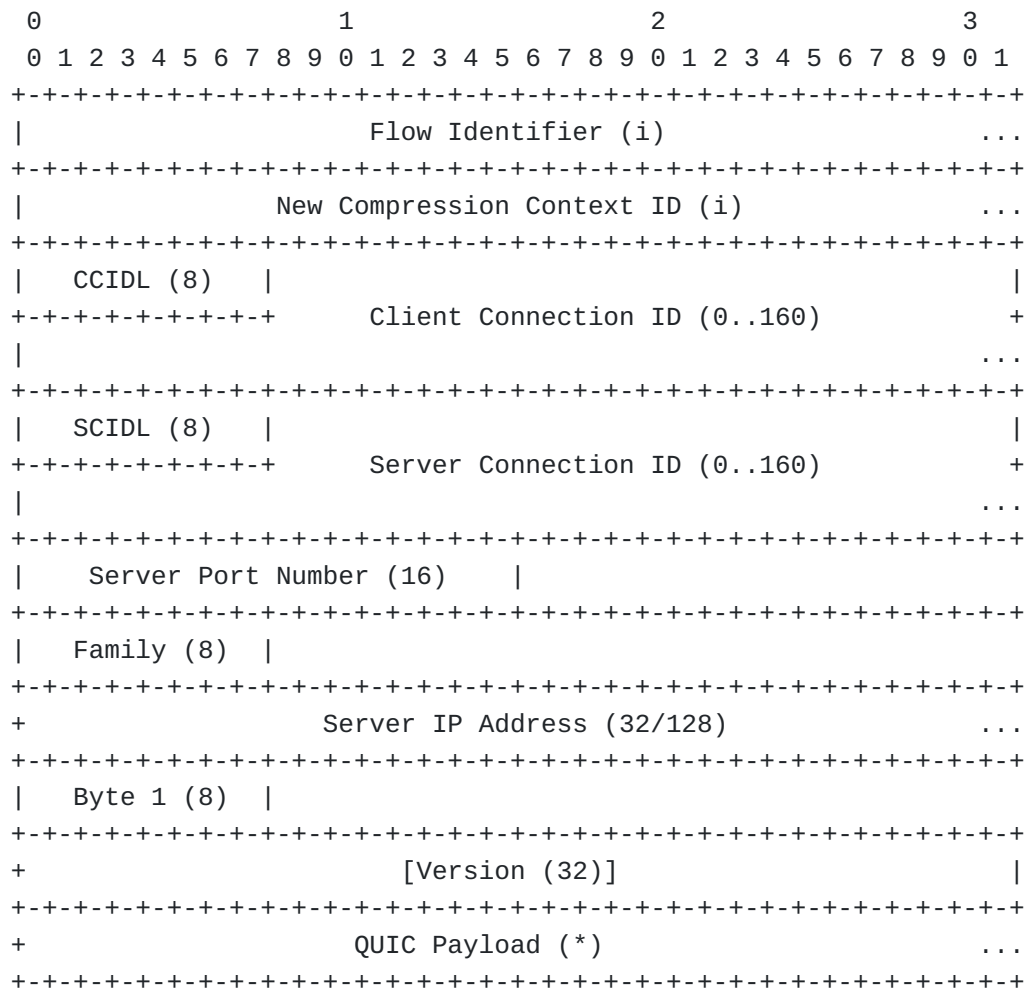 0                   1                   2                   3
 0 1 2 3 4 5 6 7 8 9 0 1 2 3 4 5 6 7 8 9 0 1 2 3 4 5 6 7 8 9 0 1
+-+-+-+-+-+-+-+-+-+-+-+-+-+-+-+-+-+-+-+-+-+-+-+-+-+-+-+-+-+-+-+-+
|                      Flow Identifier (i)                    ...
+-+-+-+-+-+-+-+-+-+-+-+-+-+-+-+-+-+-+-+-+-+-+-+-+-+-+-+-+-+-+-+-+
|                New Compression Context ID (i)               ...
+-+-+-+-+-+-+-+-+-+-+-+-+-+-+-+-+-+-+-+-+-+-+-+-+-+-+-+-+-+-+-+-+
|   CCIDL (8)   |                                               |
+-+-+-+-+-+-+-+-+      Client Connection ID (0..160)            +
|                                                             ...
+-+-+-+-+-+-+-+-+-+-+-+-+-+-+-+-+-+-+-+-+-+-+-+-+-+-+-+-+-+-+-+-+
|   SCIDL (8)   |                                               |
+-+-+-+-+-+-+-+-+      Server Connection ID (0..160)            +
|                                                             ...
+-+-+-+-+-+-+-+-+-+-+-+-+-+-+-+-+-+-+-+-+-+-+-+-+-+-+-+-+-+-+-+-+
|    Server Port Number (16)    |
+-+-+-+-+-+-+-+-+-+-+-+-+-+-+-+-+-+-+-+-+-+-+-+-+-+-+-+-+-+-+-+-+
|   Family (8)  |
+-+-+-+-+-+-+-+-+-+-+-+-+-+-+-+-+-+-+-+-+-+-+-+-+-+-+-+-+-+-+-+-+
+                   Server IP Address (32/128)                ...
+-+-+-+-+-+-+-+-+-+-+-+-+-+-+-+-+-+-+-+-+-+-+-+-+-+-+-+-+-+-+-+-+
|   Byte 1 (8)  |
+-+-+-+-+-+-+-+-+-+-+-+-+-+-+-+-+-+-+-+-+-+-+-+-+-+-+-+-+-+-+-+-+
+                        [Version (32)]                         |
+-+-+-+-+-+-+-+-+-+-+-+-+-+-+-+-+-+-+-+-+-+-+-+-+-+-+-+-+-+-+-+-+
+                     QUIC Payload (*)                        ...
+-+-+-+-+-+-+-+-+-+-+-+-+-+-+-+-+-+-+-+-+-+-+-+-+-+-+-+-+-+-+-+-+